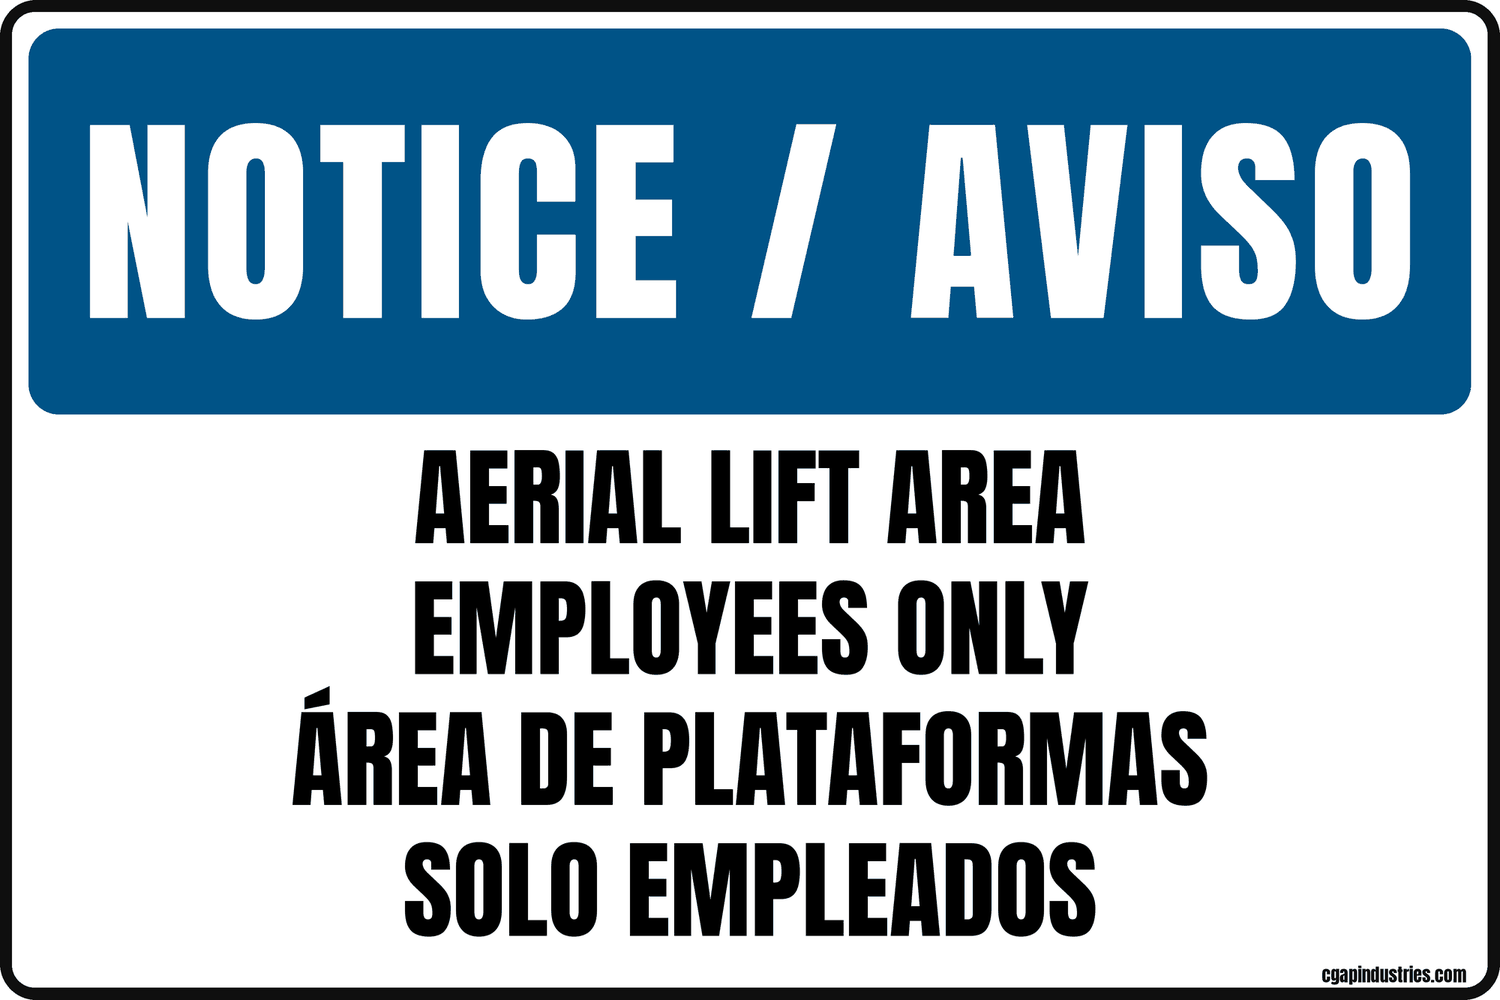 NOTICE / AVISO
AERIAL LIFT AREA
EMPLOYEES ONLY
ÁREA DE PLATAFORMAS
SOLO EMPLEADOS
cgapindustries.com